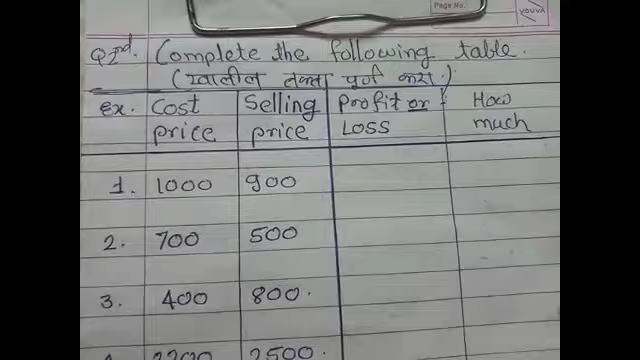 Page No.
YOUVA
Q2nd. Complete the following table.
(खालील तक्ता पूर्ण करा.)
Ex. Cost price Selling price Profit or Loss How much
1. 1000 900
2. 700 500
3. 400 800.
2500.